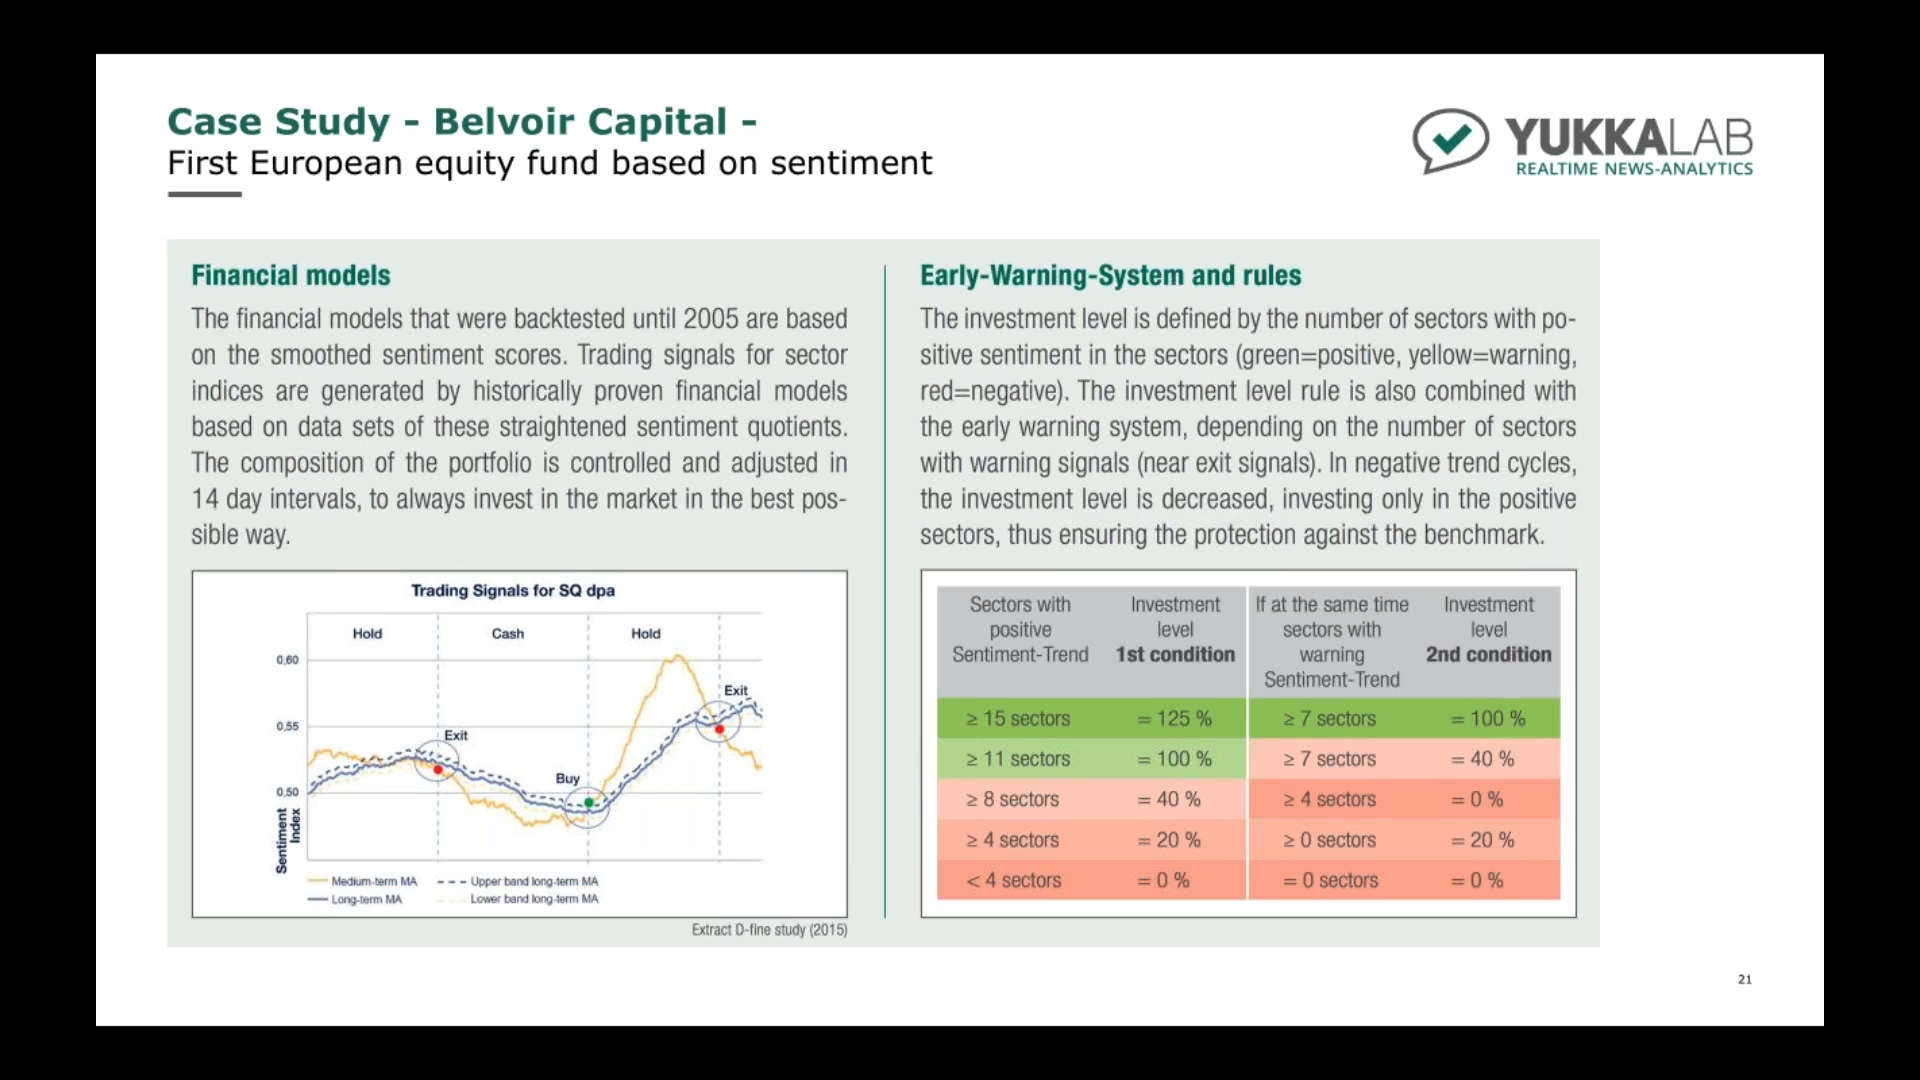 Case Study - Belvoir Capital -
First European equity fund based on sentiment
YUKKALAB
REALTIME NEWS-ANALYTICS
Financial models
The financial models that were backtested until 2005 are based
on the smoothed sentiment scores. Trading signals for sector
indices are generated by historically proven financial models
based on data sets of these straightened sentiment quotients.
The composition of the portfolio is controlled and adjusted in
14 day intervals, to always invest in the market in the best pos-
sible way.
Trading Signals for SQ dpa
Hold Cash Hold
0,60
0,55
0,50
Exit
Buy
Exit
Sentiment
Index
Medium-term MA
Upper band long-term MA
Long-term MA
Lower band long-term MA
Extract D-fine study (2015)
Early-Warning-System and rules
The investment level is defined by the number of sectors with po-
sitive sentiment in the sectors (green=positive, yellow=warning,
red=negative). The investment level rule is also combined with
the early warning system, depending on the number of sectors
with warning signals (near exit signals). In negative trend cycles,
the investment level is decreased, investing only in the positive
sectors, thus ensuring the protection against the benchmark.
Sectors with
positive
Sentiment-Trend
Investment
level
1st condition
If at the same time
sectors with
warning
Sentiment-Trend
Investment
level
2nd condition
≥ 15 sectors = 125 % ≥ 7 sectors = 100 %
≥ 11 sectors = 100 % ≥ 7 sectors = 40 %
≥ 8 sectors = 40 % ≥ 4 sectors = 0 %
≥ 4 sectors = 20 % ≥ 0 sectors = 20 %
< 4 sectors = 0 % = 0 sectors = 0 %
21